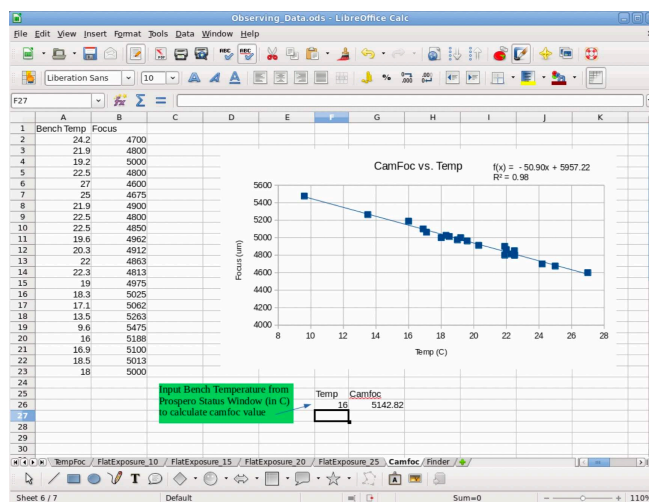 Observing_Data.ods - LibreOffice Calc
File Edit View Insert Format Tools Data Window Help
Liberation Sans 10
F27
A B C D E F G H I J K
1 Bench Temp Focus
2 24.2 4700
3 21.9 4800
4 19.2 5000
5 22.5 4800
6 27 4600
7 25 4675
8 21.9 4900
9 22.5 4800
10 22.5 4850
11 19.6 4962
12 20.3 4912
13 22 4863
14 22.3 4813
15 19 4975
16 18.3 5025
17 17.1 5062
18 13.5 5263
19 9.6 5475
20 16 5188
21 16.9 5100
22 18.5 5013
23 18 5000
24
25
26
27
28
29
30
CamFoc vs. Temp
f(x) = - 50.90x + 5957.22
R² = 0.98
Focus (um)
5600
5400
5200
5000
4800
4600
4400
4200
4000
8 10 12 14 16 18 20 22 24 26 28
Temp (C)
Input Bench Temperature from
Prospero Status Window (in C)
to calculate camfoc value
Temp Camfoc
16 5142.82
TempFoc FlatExposure_10 FlatExposure_15 FlatExposure_20 FlatExposure_25 Camfoc Finder
Sheet 6 / 7 Default Sum=0 110%